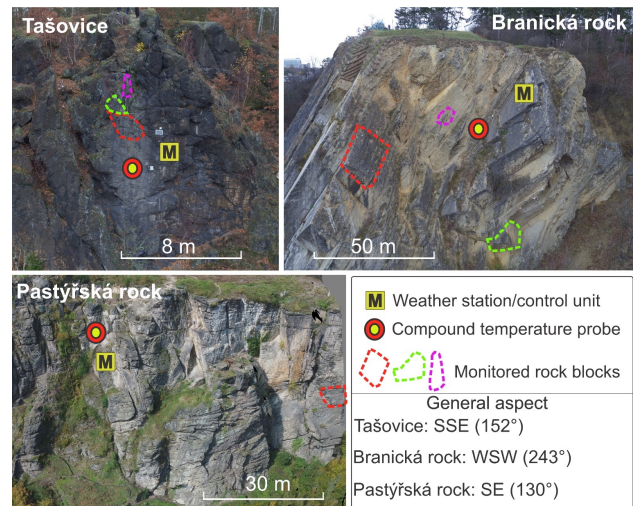 Tašovice
M
8 m
Branická rock
M
50 m
Pastýřská rock
M
30 m
M Weather station/control unit
Compound temperature probe
Monitored rock blocks
General aspect
Tašovice: SSE (152°)
Branická rock: WSW (243°)
Pastýřská rock: SE (130°)